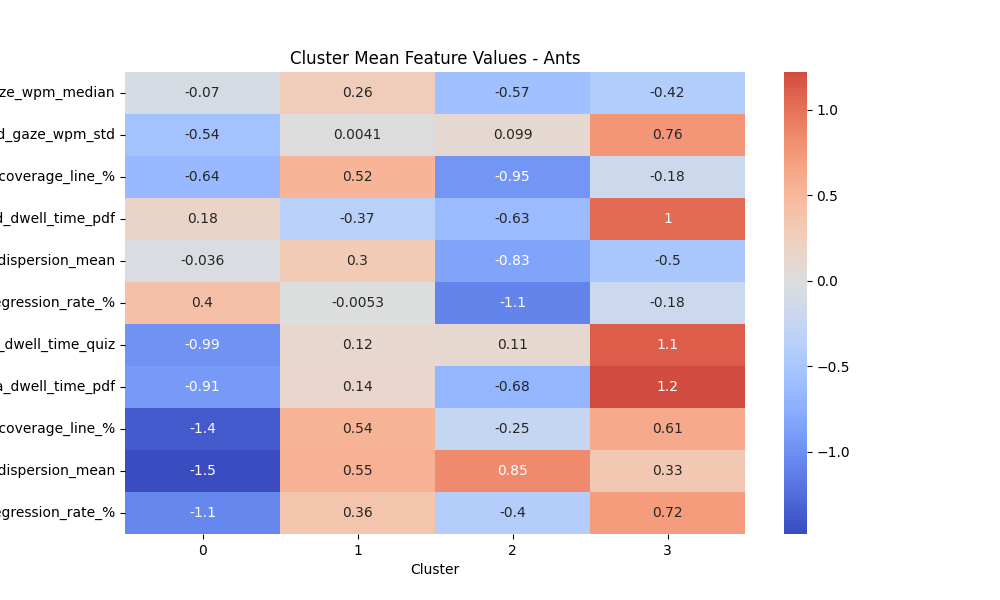 Cluster Mean Feature Values - Ants
ze_wpm_median -0.07 0.26 -0.57 -0.42
d_gaze_wpm_std -0.54 0.0041 0.099 0.76
coverage_line_% -0.64 0.52 -0.95 -0.18
d_dwell_time_pdf 0.18 -0.37 -0.63 1
dispersion_mean -0.036 0.3 -0.83 -0.5
egression_rate_% 0.4 -0.0053 -1.1 -0.18
_dwell_time_quiz -0.99 0.12 0.11 1.1
a_dwell_time_pdf -0.91 0.14 -0.68 1.2
coverage_line_% -1.4 0.54 -0.25 0.61
dispersion_mean -1.5 0.55 0.85 0.33
egression_rate_% -1.1 0.36 -0.4 0.72
0 1 2 3
Cluster
1.0
0.5
0.0
−0.5
−1.0